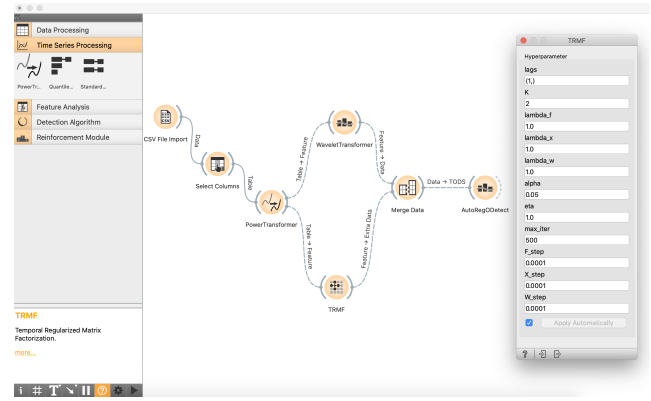 Data Processing
Time Series Processing
PowerTr...
Quantile...
Standard...
Feature Analysis
Detection Algorithm
Reinforcement Module
TRMF
Temporal Regularized Matrix
Factorization.
more...
CSV
CSV File Import
Data
Select Columns
Table
PowerTransformer
Table → Feature
WaveletTransformer
Feature → Data
Table → Feature
TRMF
Feature → Extra Data
Merge Data
Data → TODS
AutoRegODetect
TRMF
Hyperparameter
lags
(1,)
K
2
lambda_f
1.0
lambda_x
1.0
lambda_w
1.0
alpha
0.05
eta
1.0
max_iter
500
F_step
0.0001
X_step
0.0001
W_step
0.0001
Apply Automatically